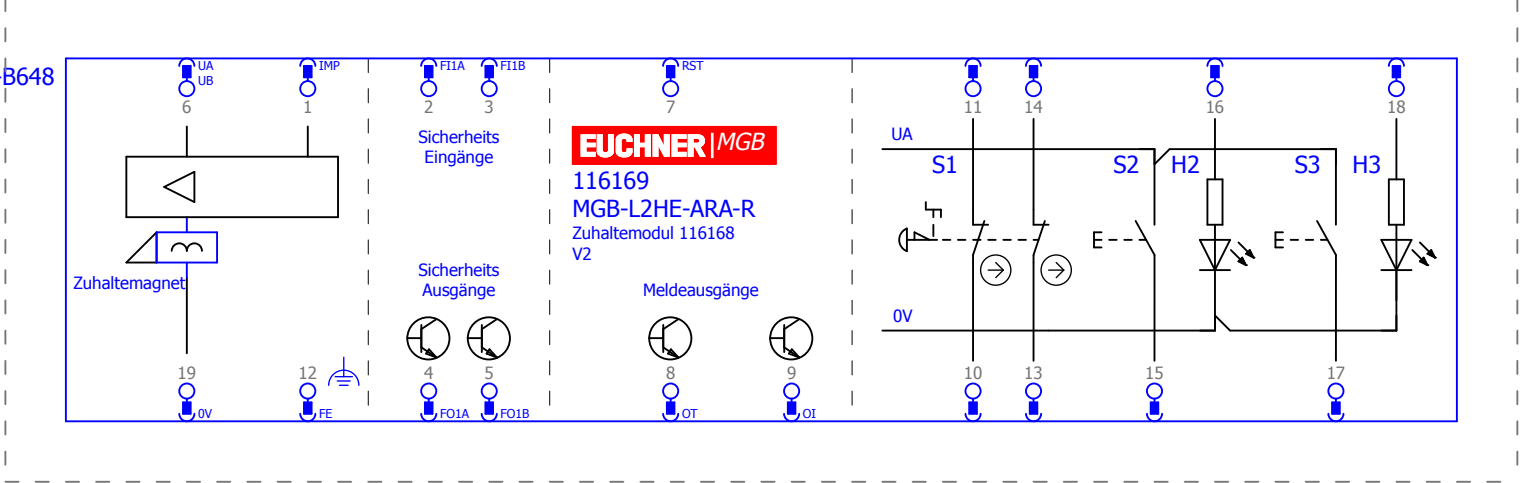 -B648
UA
UB
IMP
FI1A
FI1B
RST
6
1
2
3
7
11
14
16
18
Sicherheits
Eingänge
EUCHNER|MGB
116169
MGB-L2HE-ARA-R
Zuhaltemodul 116168
V2
UA
S1
S2
H2
S3
H3
Zuhaltemagnet
Sicherheits
Ausgänge
Meldeausgänge
0V
19
12
4
5
8
9
10
13
15
17
0V
FE
FO1A
FO1B
OT
OI